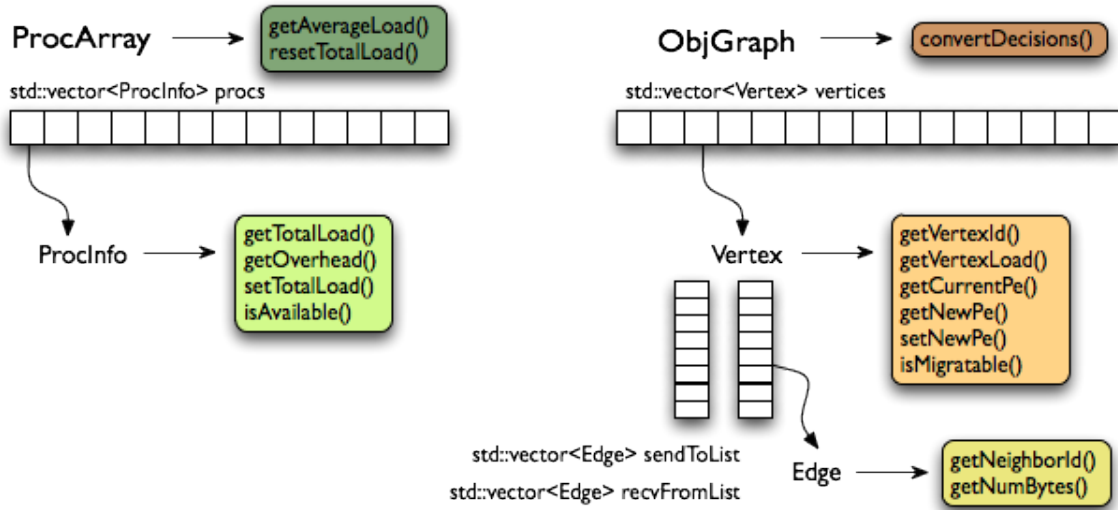 ProcArray
getAverageLoad()
resetTotalLoad()
std::vector<ProcInfo> procs
ProcInfo
getTotalLoad()
getOverhead()
setTotalLoad()
isAvailable()
ObjGraph
convertDecisions()
std::vector<Vertex> vertices
Vertex
getVertexId()
getVertexLoad()
getCurrentPe()
getNewPe()
setNewPe()
isMigratable()
std::vector<Edge> sendToList
std::vector<Edge> recvFromList
Edge
getNeighborId()
getNumBytes()